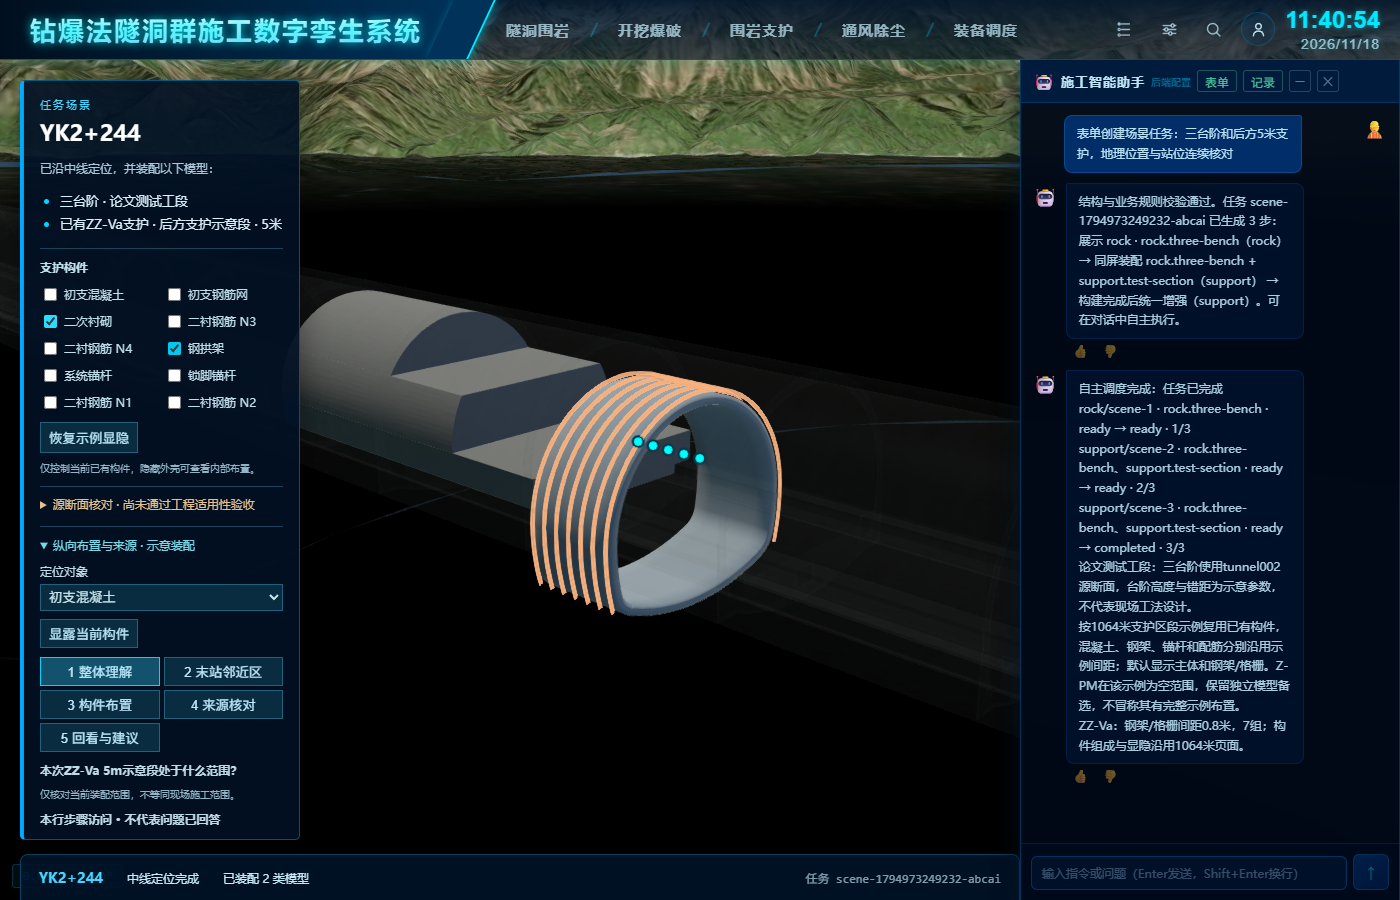 钻爆法隧洞群施工数字孪生系统
隧洞围岩 / 开挖爆破 / 围岩支护 / 通风除尘 / 装备调度
11:40:54
2026/11/18
任务场景
YK2+244
已沿中线定位，并装配以下模型：
三台阶 · 论文测试工段
已有ZZ-Va支护 · 后方支护示意段 · 5米
支护构件
初支混凝土 初支钢筋网
二次衬砌 二衬钢筋 N3
二衬钢筋 N4 钢拱架
系统锚杆 锁脚锚杆
二衬钢筋 N1 二衬钢筋 N2
恢复示例显隐
仅控制当前已有构件，隐藏外壳可查看内部布置。
源断面核对 · 尚未通过工程适用性验收
纵向布置与来源 · 示意装配
定位对象
初支混凝土
显露当前构件
1 整体理解 2 末站邻近区
3 构件布置 4 来源核对
5 回看与建议
本次ZZ-Va 5m示意段处于什么范围?
仅核对当前装配范围，不等同现场施工范围。
本行步骤访问 • 不代表问题已回答
YK2+244 中线定位完成 已装配 2 类模型 任务 scene-1794973249232-abcai
施工智能助手 后端配置 表单 记录
表单创建场景任务：三台阶和后方5米支
护，地理位置与站位连续核对
结构与业务规则校验通过。任务 scene-
1794973249232-abcai 已生成 3 步：
展示 rock · rock.three-bench（rock）
→ 同屏装配 rock.three-bench +
support.test-section（support） →
构建完成后统一增强（support）。可
在对话中自主执行。
自主调度完成：任务已完成
rock/scene-1 · rock.three-bench ·
ready → ready · 1/3
support/scene-2 · rock.three-
bench、support.test-section · ready
→ ready · 2/3
support/scene-3 · rock.three-
bench、support.test-section · ready
→ completed · 3/3
论文测试工段：三台阶使用tunnel002
源断面，台阶高度与错距为示意参数，
不代表现场工法设计。
按1064米支护区段示例复用已有构件，
混凝土、钢架、锚杆和配筋分别沿用示
例间距；默认显示主体和钢架/格栅。Z-
PM在该示例为空范围，保留独立模型备
选，不冒称其有完整示例布置。
ZZ-Va：钢架/格栅间距0.8米，7组；构
件组成与显隐沿用1064米页面。
输入指令或问题（Enter发送，Shift+Enter换行）